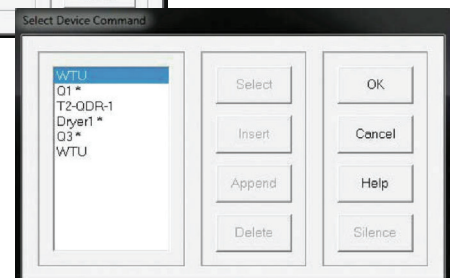 Select Device Command
WTU
Q1 *
T2-QDR-1
Dryer1 *
Q3 *
WTU
Select
Insert
Append
Delete
OK
Cancel
Help
Silence